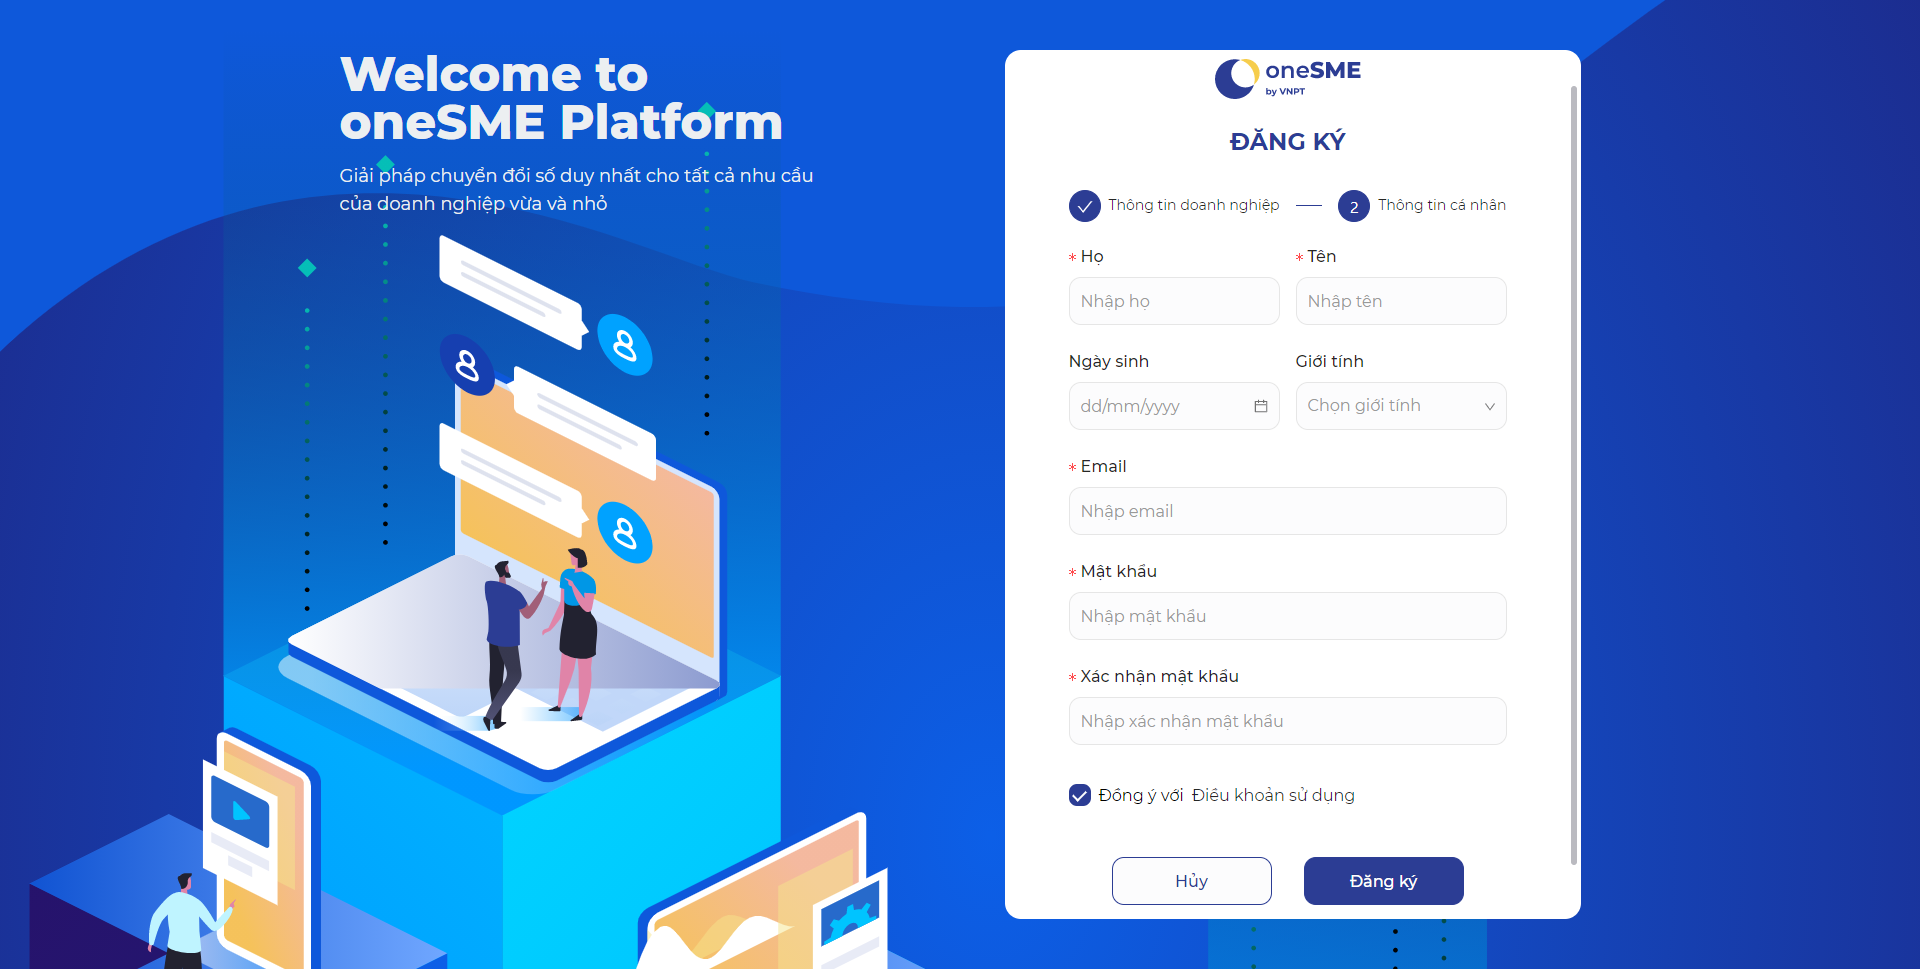 Welcome to
oneSME Platform
Giải pháp chuyển đổi số duy nhất cho tất cả nhu cầu
của doanh nghiệp vừa và nhỏ
oneSME
by VNPT
ĐĂNG KÝ
Thông tin doanh nghiệp 2 Thông tin cá nhân
* Họ * Tên
Nhập họ Nhập tên
Ngày sinh Giới tính
dd/mm/yyyy Chọn giới tính
* Email
Nhập email
* Mật khẩu
Nhập mật khẩu
* Xác nhận mật khẩu
Nhập xác nhận mật khẩu
Đồng ý với Điều khoản sử dụng
Hủy Đăng ký